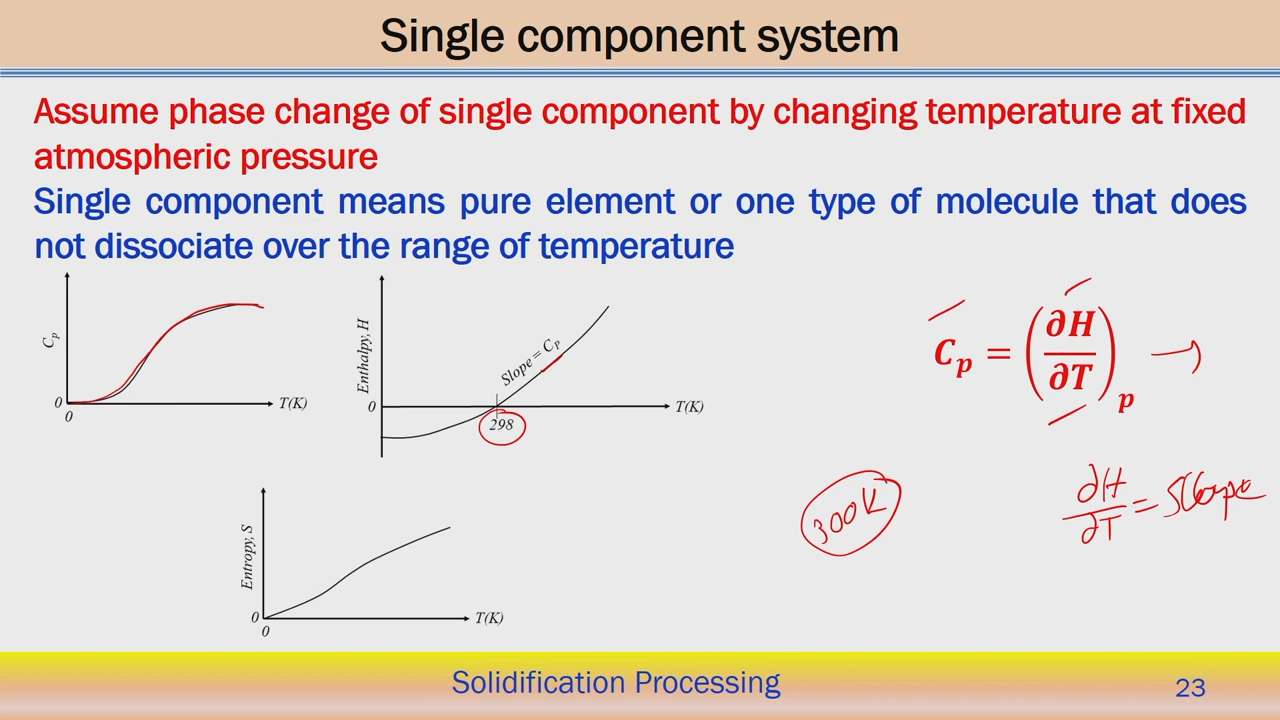 Single component system
Assume phase change of single component by changing temperature at fixed
atmospheric pressure
Single component means pure element or one type of molecule that does
not dissociate over the range of temperature
Cₚ
0
0
T(K)
Enthalpy, H
0
Slope = Cₚ
298
T(K)
Cₚ = (∂H/∂T)ₚ
300K
∂H/∂T = Slope
Entropy, S
0
0
T(K)
Solidification Processing
23